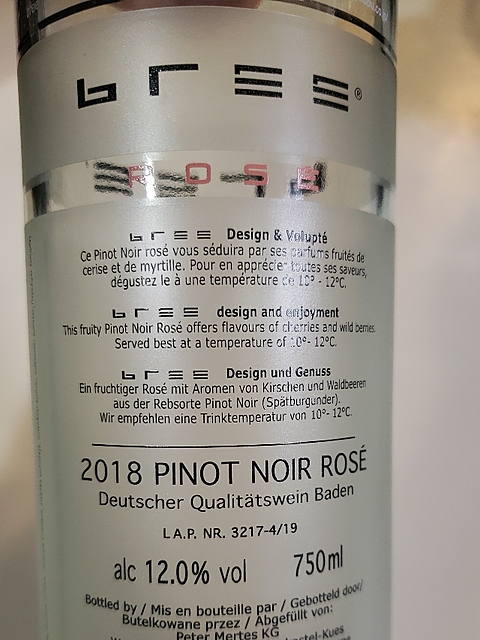 bree®
ROSE
bree Design & Volupté
Ce Pinot Noir rosé vous séduira par ses parfums fruités de
cerise et de myrtille. Pour en apprécier toutes ses saveurs,
dégustez le à une température de 10° - 12°C.
bree design and enjoyment
This fruity Pinot Noir Rosé offers flavours of cherries and wild berries.
Served best at a temperature of 10°- 12°C.
bree Design und Genuss
Ein fruchtiger Rosé mit Aromen von Kirschen und Waldbeeren
aus der Rebsorte Pinot Noir (Spätburgunder).
Wir empfehlen eine Trinktemperatur von 10°- 12°C.
2018 PINOT NOIR ROSÉ
Deutscher Qualitätswein Baden
L.A.P. NR. 3217-4/19
alc 12.0% vol 750ml
Bottled by / Mis en bouteille par / Gebotteld door/
Butelkowane przez / Abgefüllt von:
Peter Mertes KG